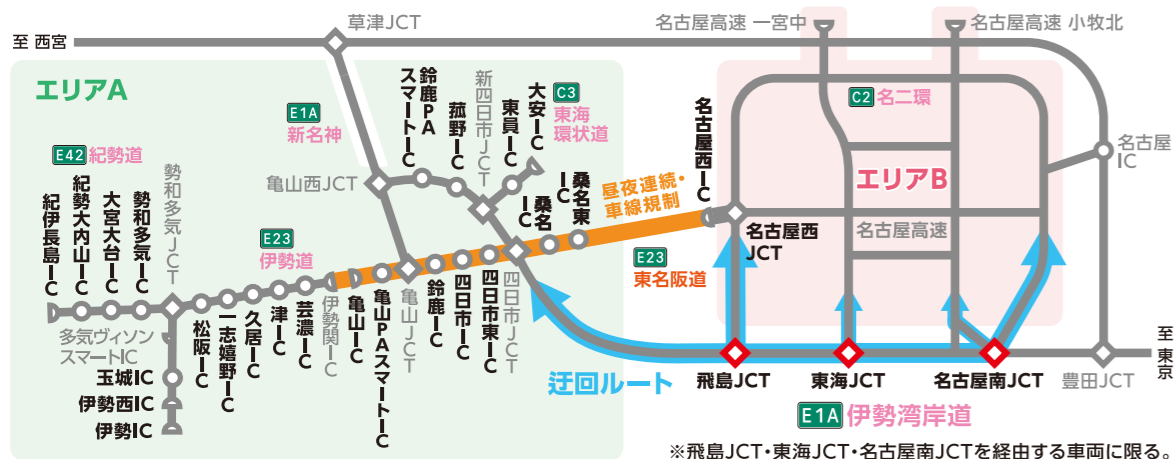 草津JCT
名古屋高速 一宮中
名古屋高速 小牧北
至 西宮
エリアA
E1A
新名神
鈴鹿PA
スマートIC
菰野IC
新四日市JCT
東員IC
大安IC
C3
東海
環状道
C2 名二環
名古屋西IC
名古屋
IC
E42 紀勢道
紀伊長島IC
紀勢大内山IC
大宮大台IC
勢和多気IC
勢和多気JCT
亀山西JCT
桑名IC
桑名東IC
昼夜連続・
車線規制
エリアB
E23
伊勢道
E23
東名阪道
名古屋西
JCT
名古屋高速
多気ヴィソン
スマートIC
玉城IC
伊勢西IC
伊勢IC
松阪IC
一志嬉野IC
久居IC
津IC
芸濃IC
伊勢関IC
亀山IC
亀山PAスマートIC
亀山JCT
鈴鹿IC
四日市IC
四日市東IC
四日市JCT
迂回ルート
飛島JCT
東海JCT
名古屋南JCT
豊田JCT
至 東京
E1A 伊勢湾岸道
※飛島JCT・東海JCT・名古屋南JCTを経由する車両に限る。